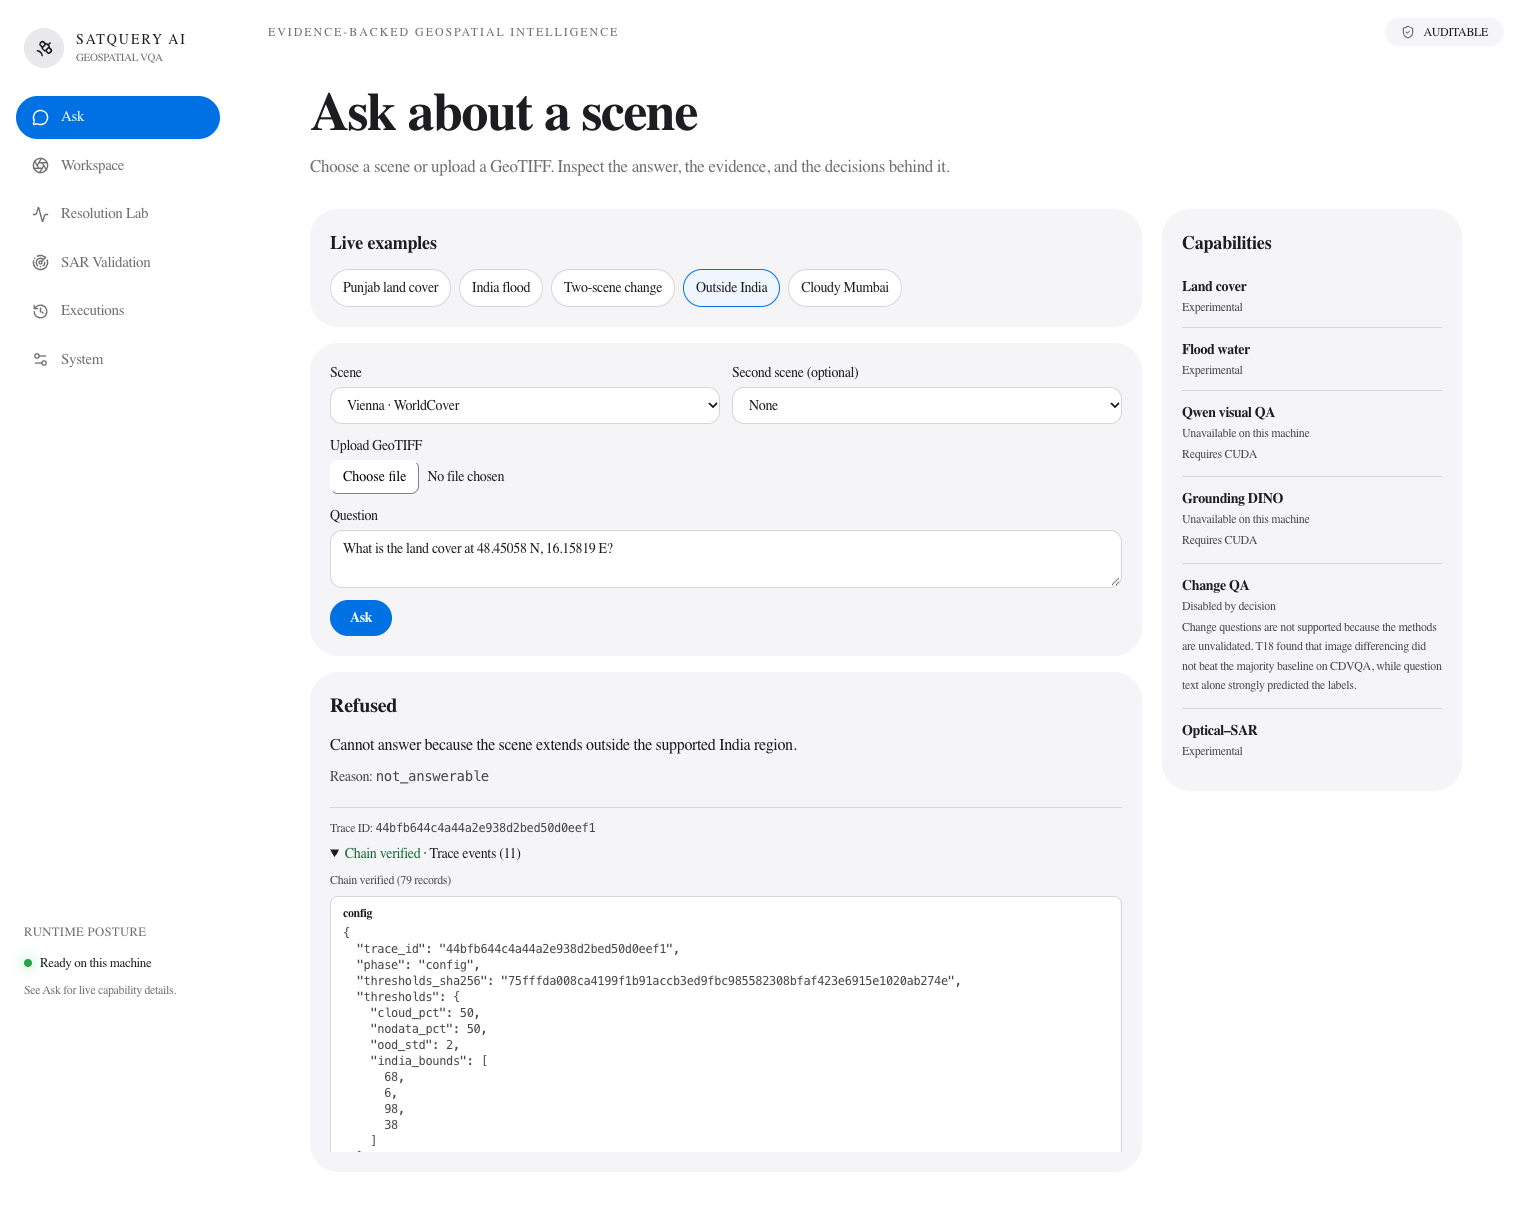 SATQUERY AI
GEOSPATIAL VQA
Ask
Workspace
Resolution Lab
SAR Validation
Executions
System
RUNTIME POSTURE
Ready on this machine
See Ask for live capability details.
EVIDENCE-BACKED GEOSPATIAL INTELLIGENCE
AUDITABLE
Ask about a scene
Choose a scene or upload a GeoTIFF. Inspect the answer, the evidence, and the decisions behind it.
Live examples
Punjab land cover
India flood
Two-scene change
Outside India
Cloudy Mumbai
Scene
Second scene (optional)
Vienna · WorldCover
None
Upload GeoTIFF
Choose file No file chosen
Question
What is the land cover at 48.45058 N, 16.15819 E?
Ask
Refused
Cannot answer because the scene extends outside the supported India region.
Reason: not_answerable
Trace ID: 44bfb644c4a44a2e938d2bed50d0eef1
Chain verified · Trace events (11)
Chain verified (79 records)
config
{
"trace_id": "44bfb644c4a44a2e938d2bed50d0eef1",
"phase": "config",
"thresholds_sha256": "75fffda008ca4199f1b91accb3ed9fbc985582308bfaf423e6915e1020ab274e",
"thresholds": {
"cloud_pct": 50,
"nodata_pct": 50,
"ood_std": 2,
"india_bounds": [
68,
6,
98,
38
]
Capabilities
Land cover
Experimental
Flood water
Experimental
Qwen visual QA
Unavailable on this machine
Requires CUDA
Grounding DINO
Unavailable on this machine
Requires CUDA
Change QA
Disabled by decision
Change questions are not supported because the methods
are unvalidated. T18 found that image differencing did
not beat the majority baseline on CDVQA, while question
text alone strongly predicted the labels.
Optical–SAR
Experimental